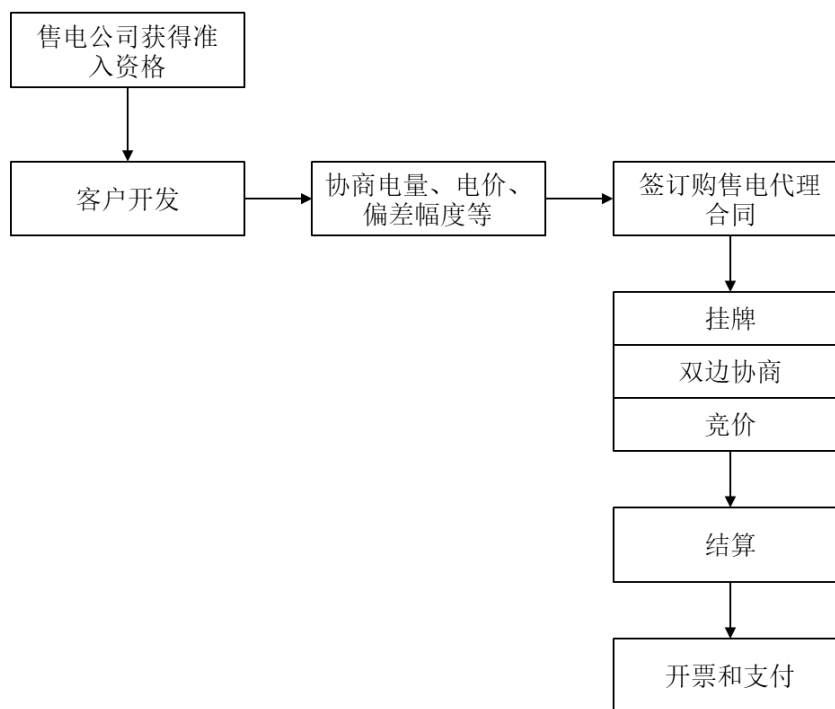 售电公司获得准
入资格
客户开发
协商电量、电价、
偏差幅度等
签订购售电代理
合同
挂牌
双边协商
竞价
结算
开票和支付